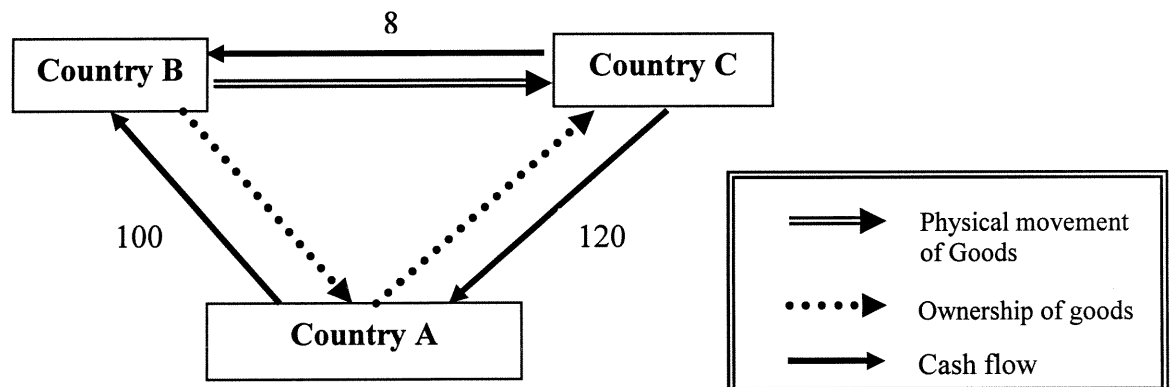 8
Country B
Country C
100
120
Country A
Physical movement
of Goods
Ownership of goods
Cash flow